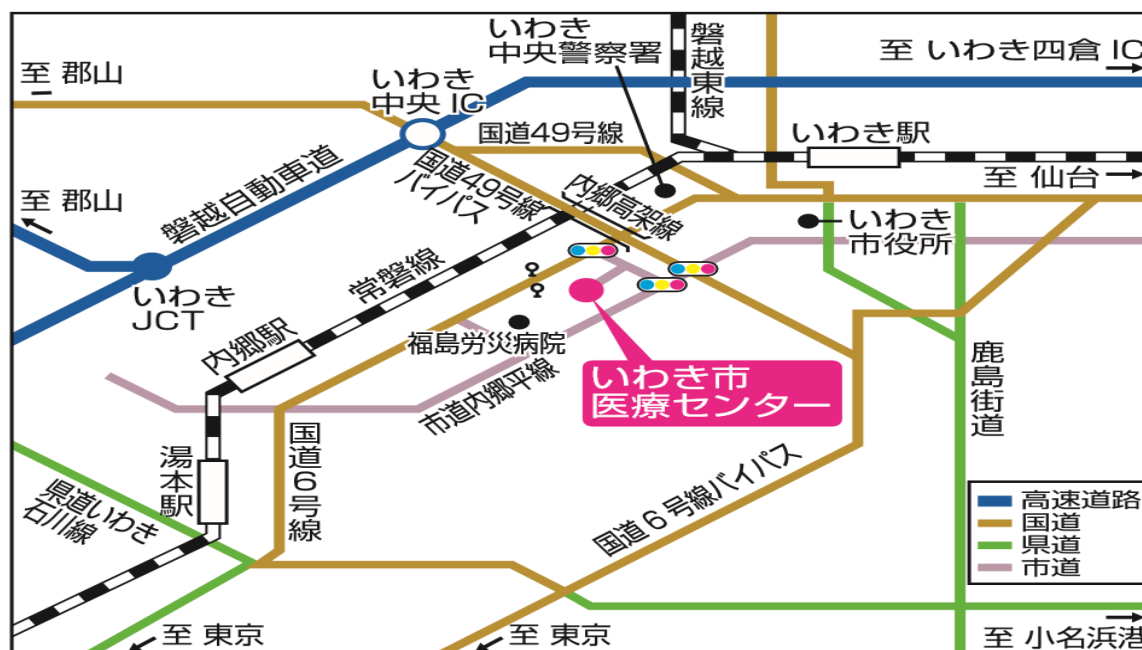 いわき
中央警察署
磐越東線
至 いわき四倉 IC
至 郡山
いわき
中央 IC
国道49号線
いわき駅
至 仙台
国道49号線
バイパス
内郷高架線
磐越自動車道
至 郡山
いわき
市役所
いわき
JCT
常磐線
内郷駅
福島労災病院
いわき市
医療センター
市道内郷平線
鹿島街道
湯本駅
国道6号線
県道いわき
石川線
国道6号線バイパス
高速道路
国道
県道
市道
至 東京
至 東京
至 小名浜港